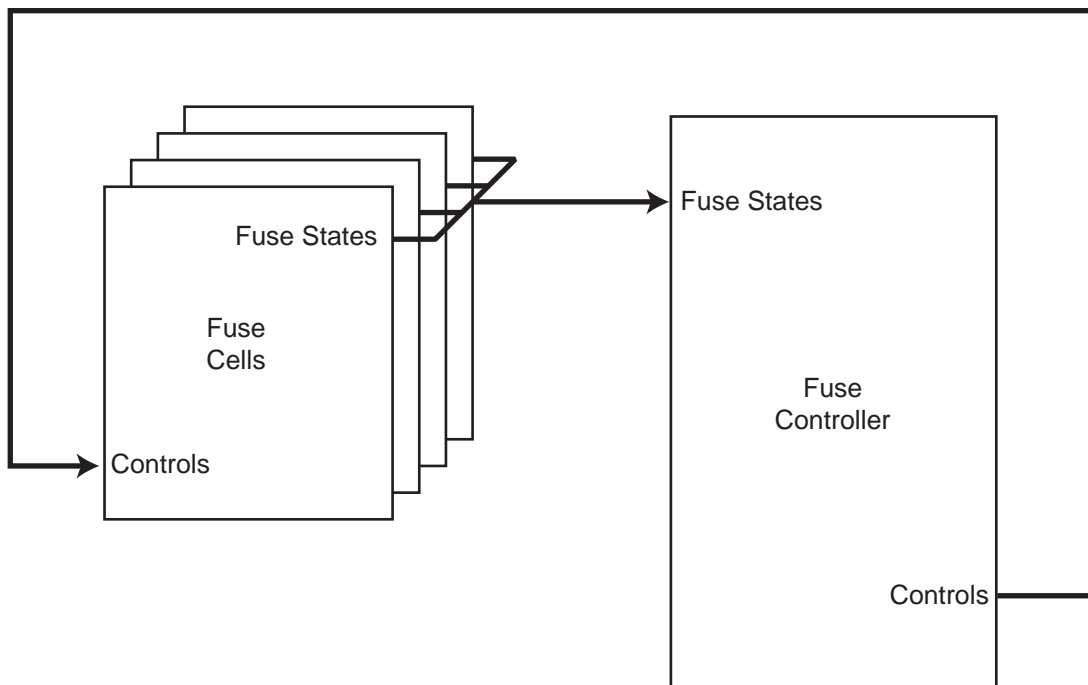 Fuse States
Fuse
Cells
Controls
Fuse States
Fuse
Controller
Controls